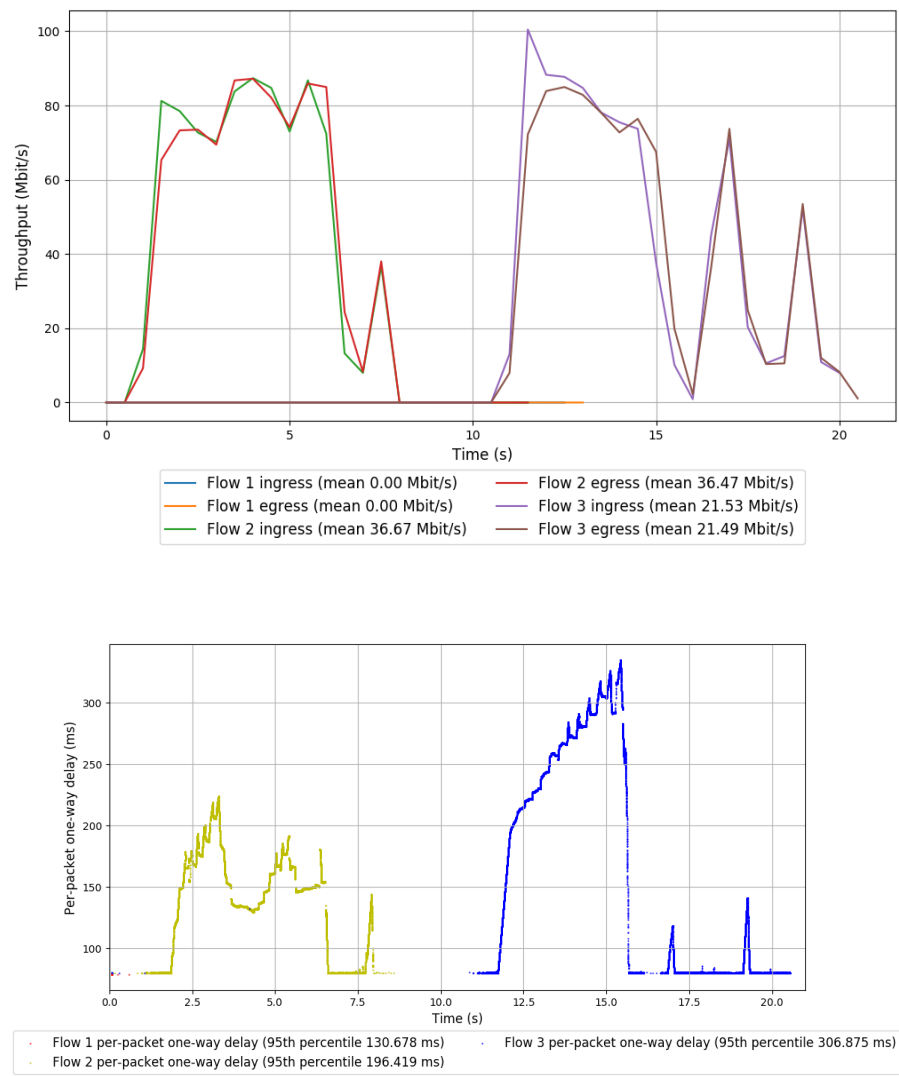 100
80
60
40
20
0
Throughput (Mbit/s)
0 5 10 15 20
Time (s)
Flow 1 ingress (mean 0.00 Mbit/s)
Flow 1 egress (mean 0.00 Mbit/s)
Flow 2 ingress (mean 36.67 Mbit/s)
Flow 2 egress (mean 36.47 Mbit/s)
Flow 3 ingress (mean 21.53 Mbit/s)
Flow 3 egress (mean 21.49 Mbit/s)
300
250
200
150
100
Per-packet one-way delay (ms)
0.0 2.5 5.0 7.5 10.0 12.5 15.0 17.5 20.0
Time (s)
Flow 1 per-packet one-way delay (95th percentile 130.678 ms)
Flow 2 per-packet one-way delay (95th percentile 196.419 ms)
Flow 3 per-packet one-way delay (95th percentile 306.875 ms)